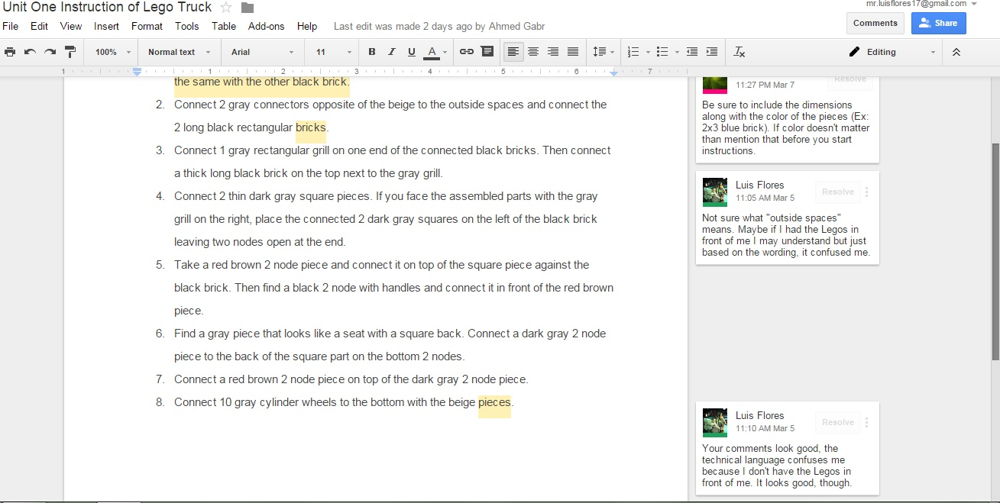 Unit One Instruction of Lego Truck
mr.luisflores17@gmail.com
File Edit View Insert Format Tools Table Add-ons Help Last edit was made 2 days ago by Ahmed Gabr
Comments Share
100% Normal text Arial 11 B I U A Editing
1 1 2 3 4 5 6 7
the same with the other black brick.
2. Connect 2 gray connectors opposite of the beige to the outside spaces and connect the
2 long black rectangular bricks.
3. Connect 1 gray rectangular grill on one end of the connected black bricks. Then connect
a thick long black brick on the top next to the gray grill.
4. Connect 2 thin dark gray square pieces. If you face the assembled parts with the gray
grill on the right, place the connected 2 dark gray squares on the left of the black brick
leaving two nodes open at the end.
5. Take a red brown 2 node piece and connect it on top of the square piece against the
black brick. Then find a black 2 node with handles and connect it in front of the red brown
piece.
6. Find a gray piece that looks like a seat with a square back. Connect a dark gray 2 node
piece to the back of the square part on the bottom 2 nodes.
7. Connect a red brown 2 node piece on top of the dark gray 2 node piece.
8. Connect 10 gray cylinder wheels to the bottom with the beige pieces.
11:27 PM Mar 7
Resolve
Be sure to include the dimensions
along with the color of the pieces (Ex:
2x3 blue brick). If color doesn't matter
than mention that before you start
instructions.
Luis Flores
11:05 AM Mar 5
Resolve
Not sure what "outside spaces"
means. Maybe if I had the Legos in
front of me I may understand but just
based on the wording, it confused me.
Luis Flores
11:10 AM Mar 5
Resolve
Your comments look good, the
technical language confuses me
because I don't have the Legos in
front of me. It looks good, though.